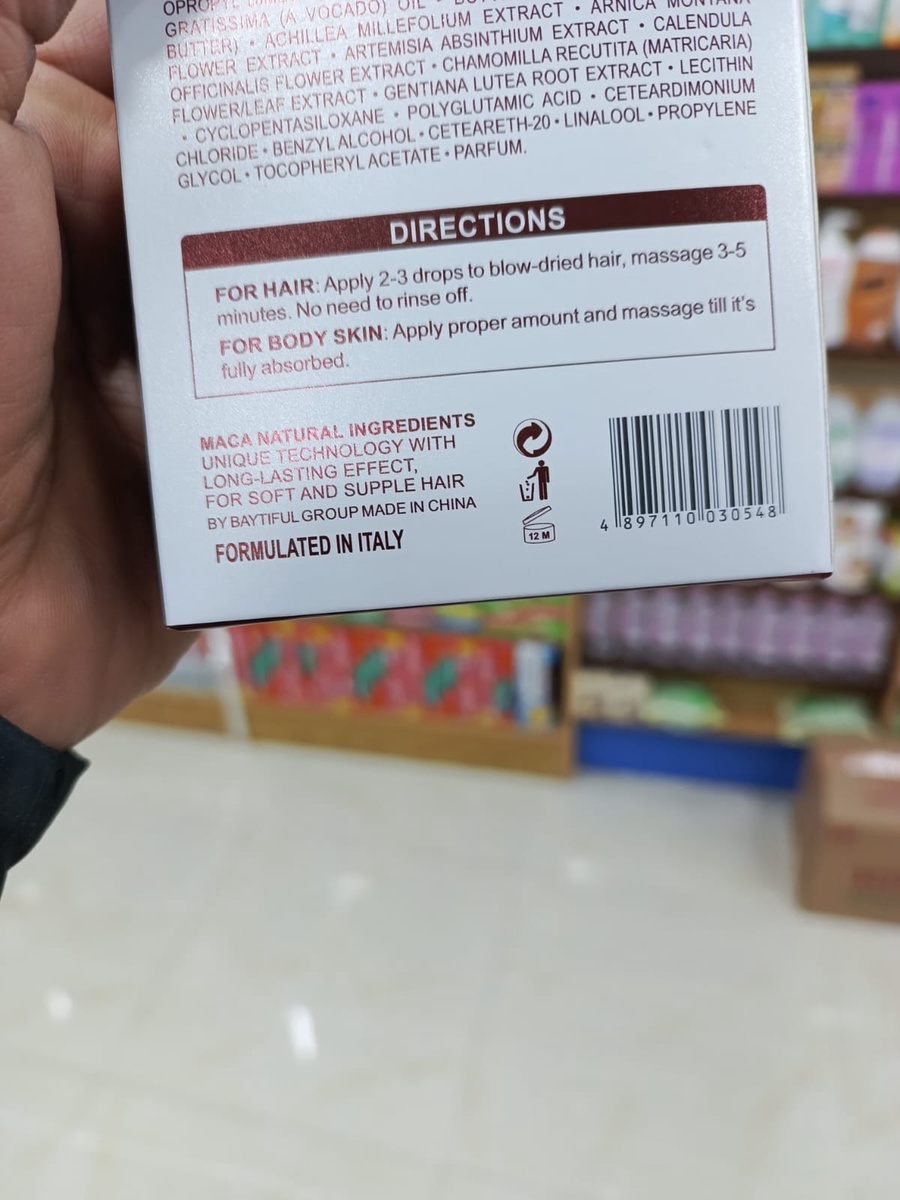 GRATISSIMA (A VOCADO) OIL •
BUTTER) • ACHILLEA MILLEFOLIUM EXTRACT • ARNICA MONTANA
FLOWER EXTRACT • ARTEMISIA ABSINTHIUM EXTRACT • CALENDULA
OFFICINALIS FLOWER EXTRACT • CHAMOMILLA RECUTITA (MATRICARIA)
FLOWER/LEAF EXTRACT • GENTIANA LUTEA ROOT EXTRACT • LECITHIN
• CYCLOPENTASILOXANE • POLYGLUTAMIC ACID • CETEARDIMONIUM
CHLORIDE • BENZYL ALCOHOL • CETEARETH-20 • LINALOOL • PROPYLENE
GLYCOL • TOCOPHERYL ACETATE • PARFUM.
DIRECTIONS
FOR HAIR: Apply 2-3 drops to blow-dried hair, massage 3-5
minutes. No need to rinse off.
FOR BODY SKIN: Apply proper amount and massage till it's
fully absorbed.
MACA NATURAL INGREDIENTS
UNIQUE TECHNOLOGY WITH
LONG-LASTING EFFECT,
FOR SOFT AND SUPPLE HAIR
BY BAYTIFUL GROUP MADE IN CHINA
FORMULATED IN ITALY
12 M
4 897110 030548